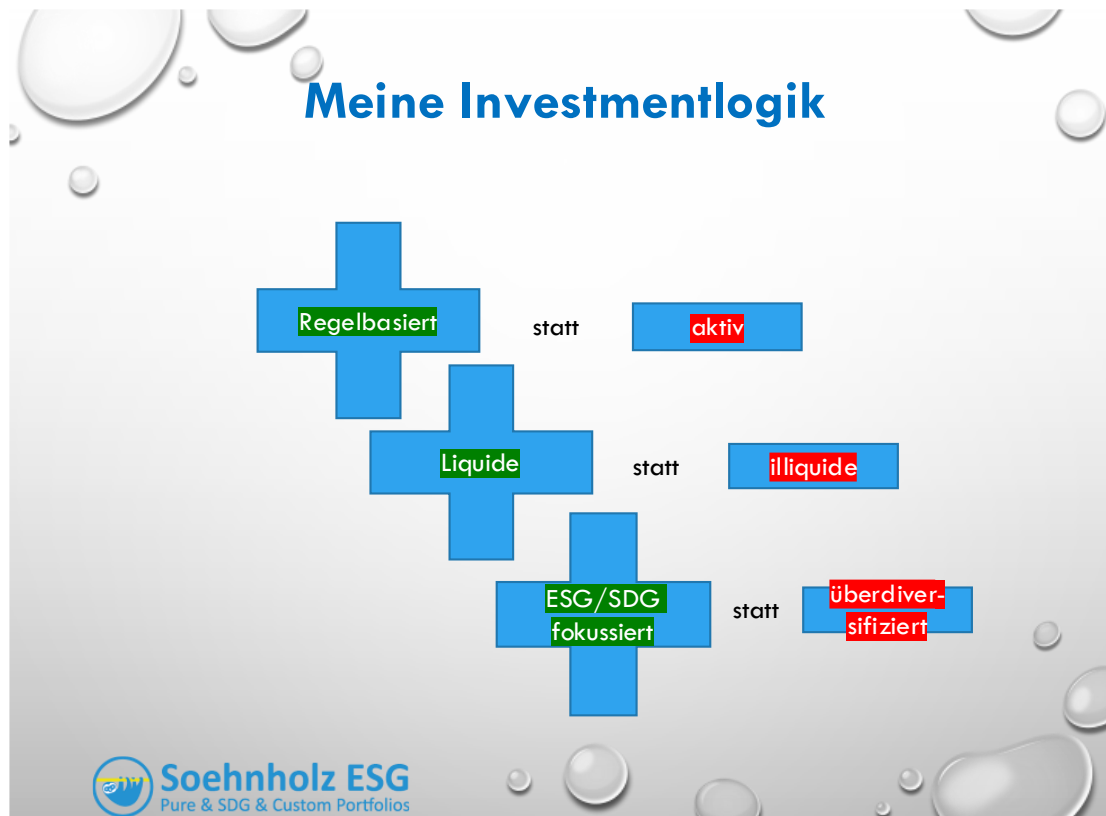 Meine Investmentlogik
Regelbasiert statt aktiv
Liquide statt illiquide
ESG/SDG
fokussiert
statt
überdiver-
sifiziert
Soehnholz ESG
Pure & SDG & Custom Portfolios